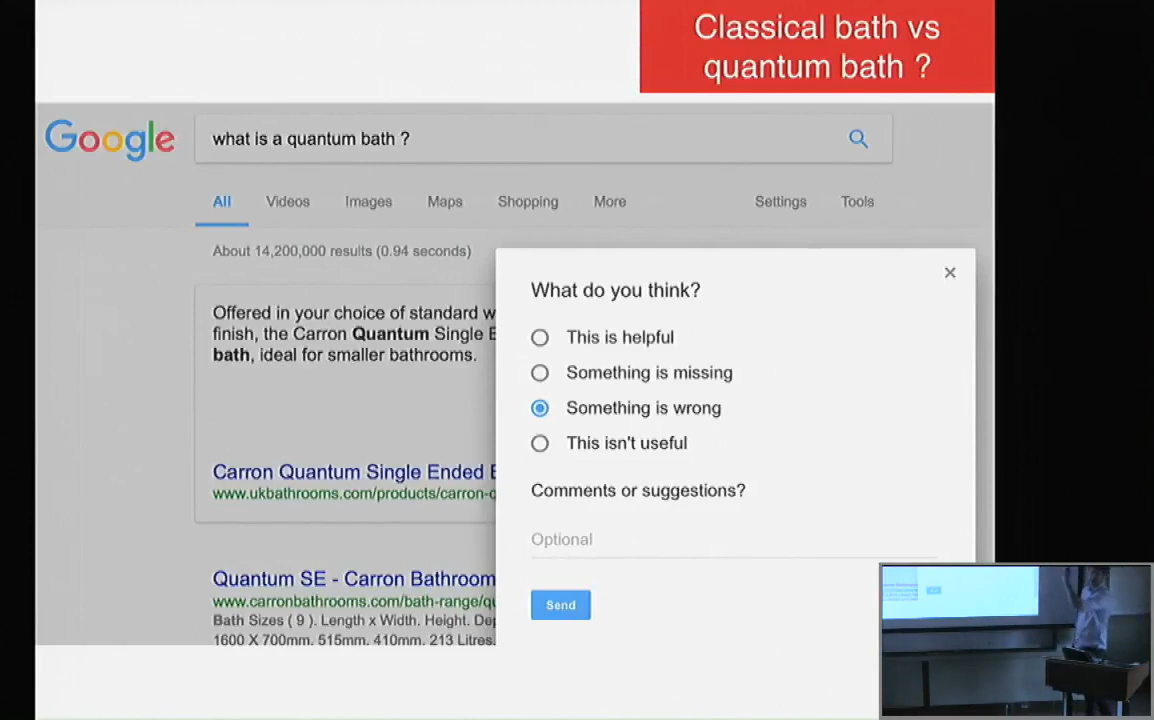 Classical bath vs
quantum bath ?
Google
what is a quantum bath ?
All Videos Images Maps Shopping More Settings Tools
About 14,200,000 results (0.94 seconds)
Offered in your choice of standard w
finish, the Carron Quantum Single E
bath, ideal for smaller bathrooms.
Carron Quantum Single Ended B
www.ukbathrooms.com/products/carron-q
Quantum SE - Carron Bathroom
www.carronbathrooms.com/bath-range/qu
Bath Sizes ( 9 ). Length x Width. Height. Dep
1600 X 700mm. 515mm. 410mm. 213 Litres.
What do you think?
This is helpful
Something is missing
Something is wrong
This isn't useful
Comments or suggestions?
Optional
Send